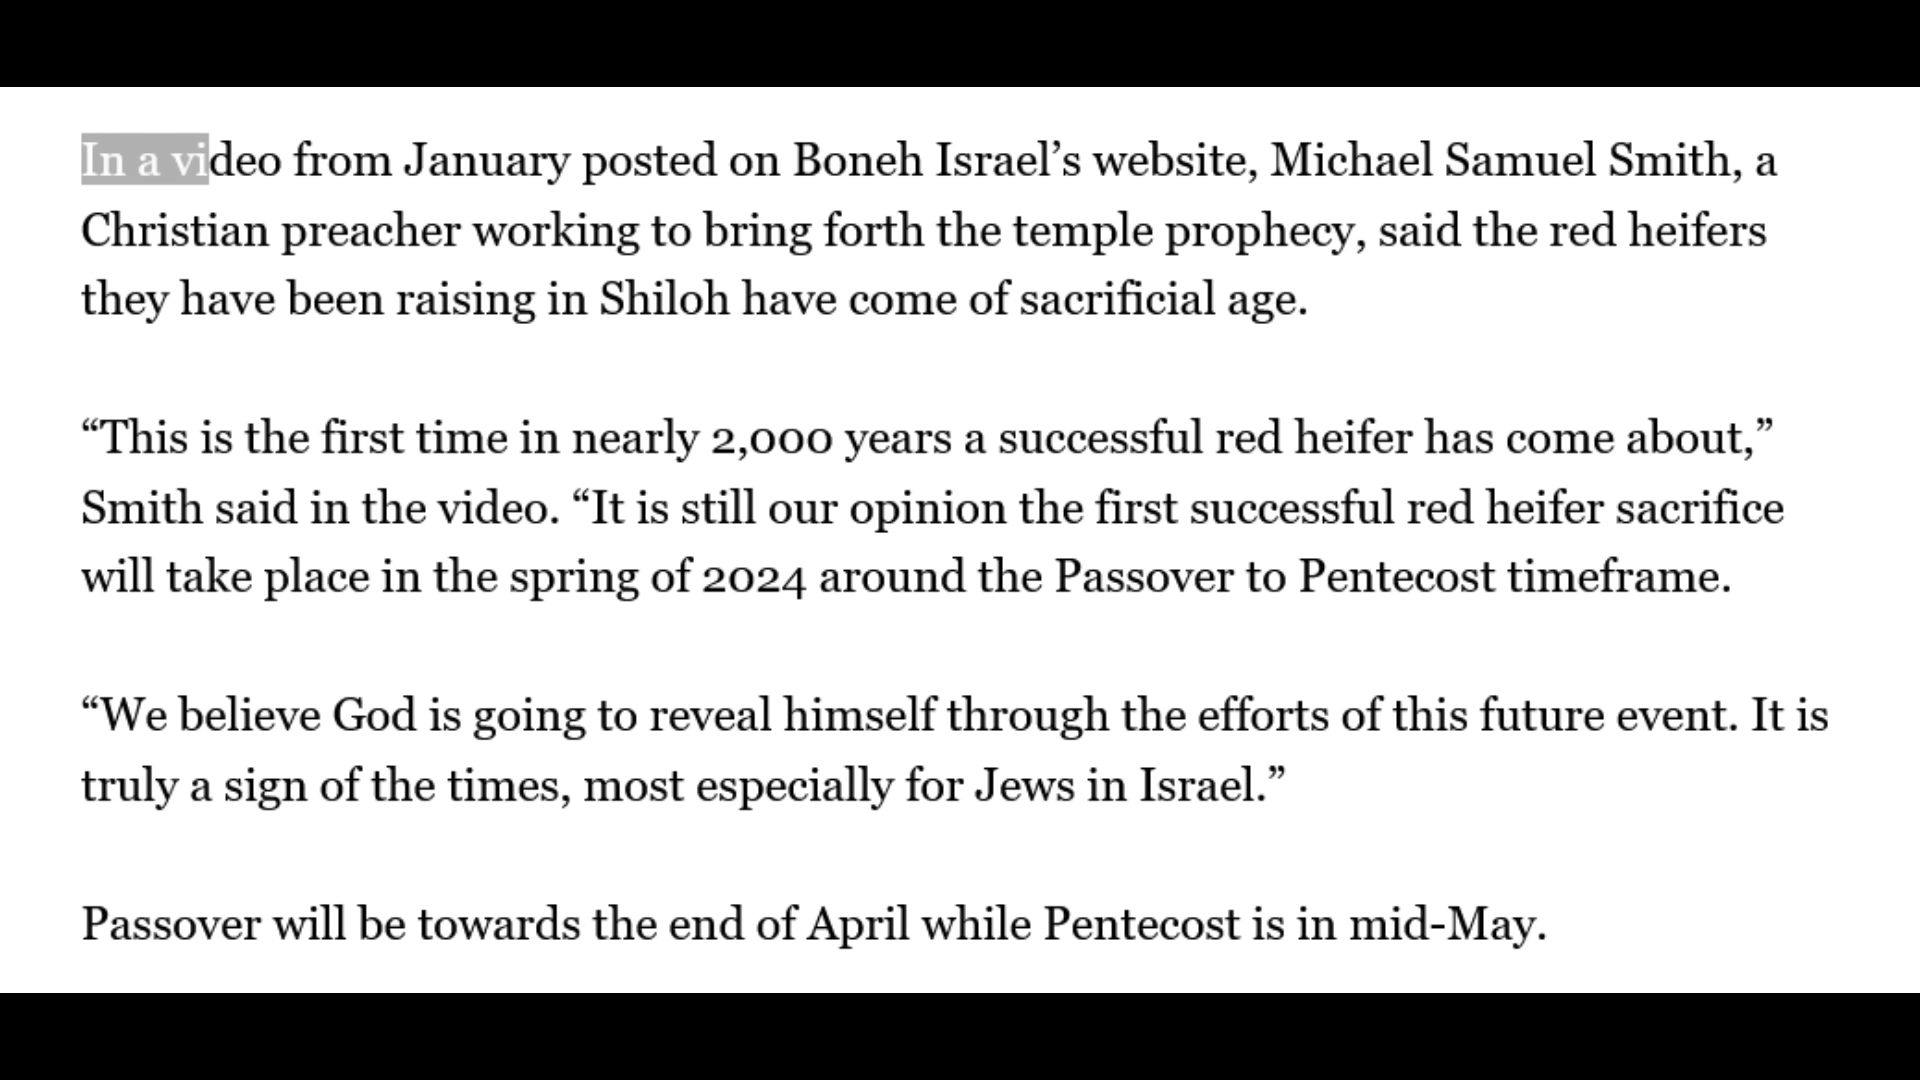 In a video from January posted on Boneh Israel’s website, Michael Samuel Smith, a
Christian preacher working to bring forth the temple prophecy, said the red heifers
they have been raising in Shiloh have come of sacrificial age.
“This is the first time in nearly 2,000 years a successful red heifer has come about,”
Smith said in the video. “It is still our opinion the first successful red heifer sacrifice
will take place in the spring of 2024 around the Passover to Pentecost timeframe.
“We believe God is going to reveal himself through the efforts of this future event. It is
truly a sign of the times, most especially for Jews in Israel.”
Passover will be towards the end of April while Pentecost is in mid-May.